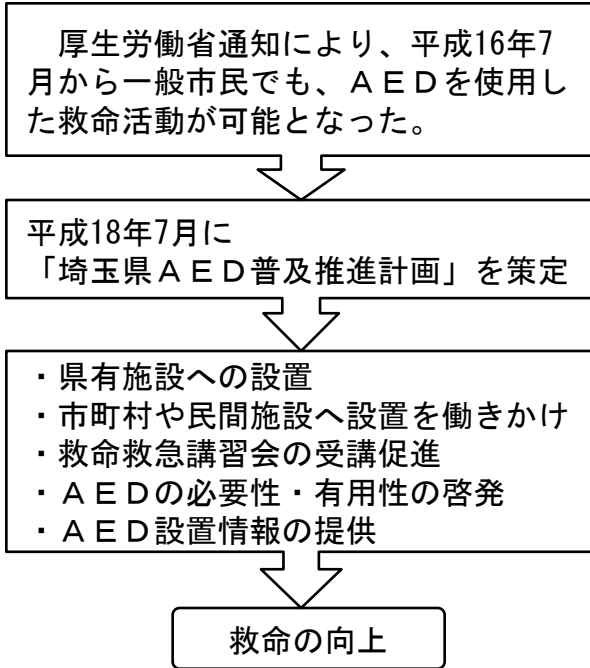 厚生労働省通知により、平成16年7
月から一般市民でも、ＡＥＤを使用し
た救命活動が可能となった。
平成18年7月に
「埼玉県ＡＥＤ普及推進計画」を策定
・県有施設への設置
・市町村や民間施設へ設置を働きかけ
・救命救急講習会の受講促進
・ＡＥＤの必要性・有用性の啓発
・ＡＥＤ設置情報の提供
救命の向上